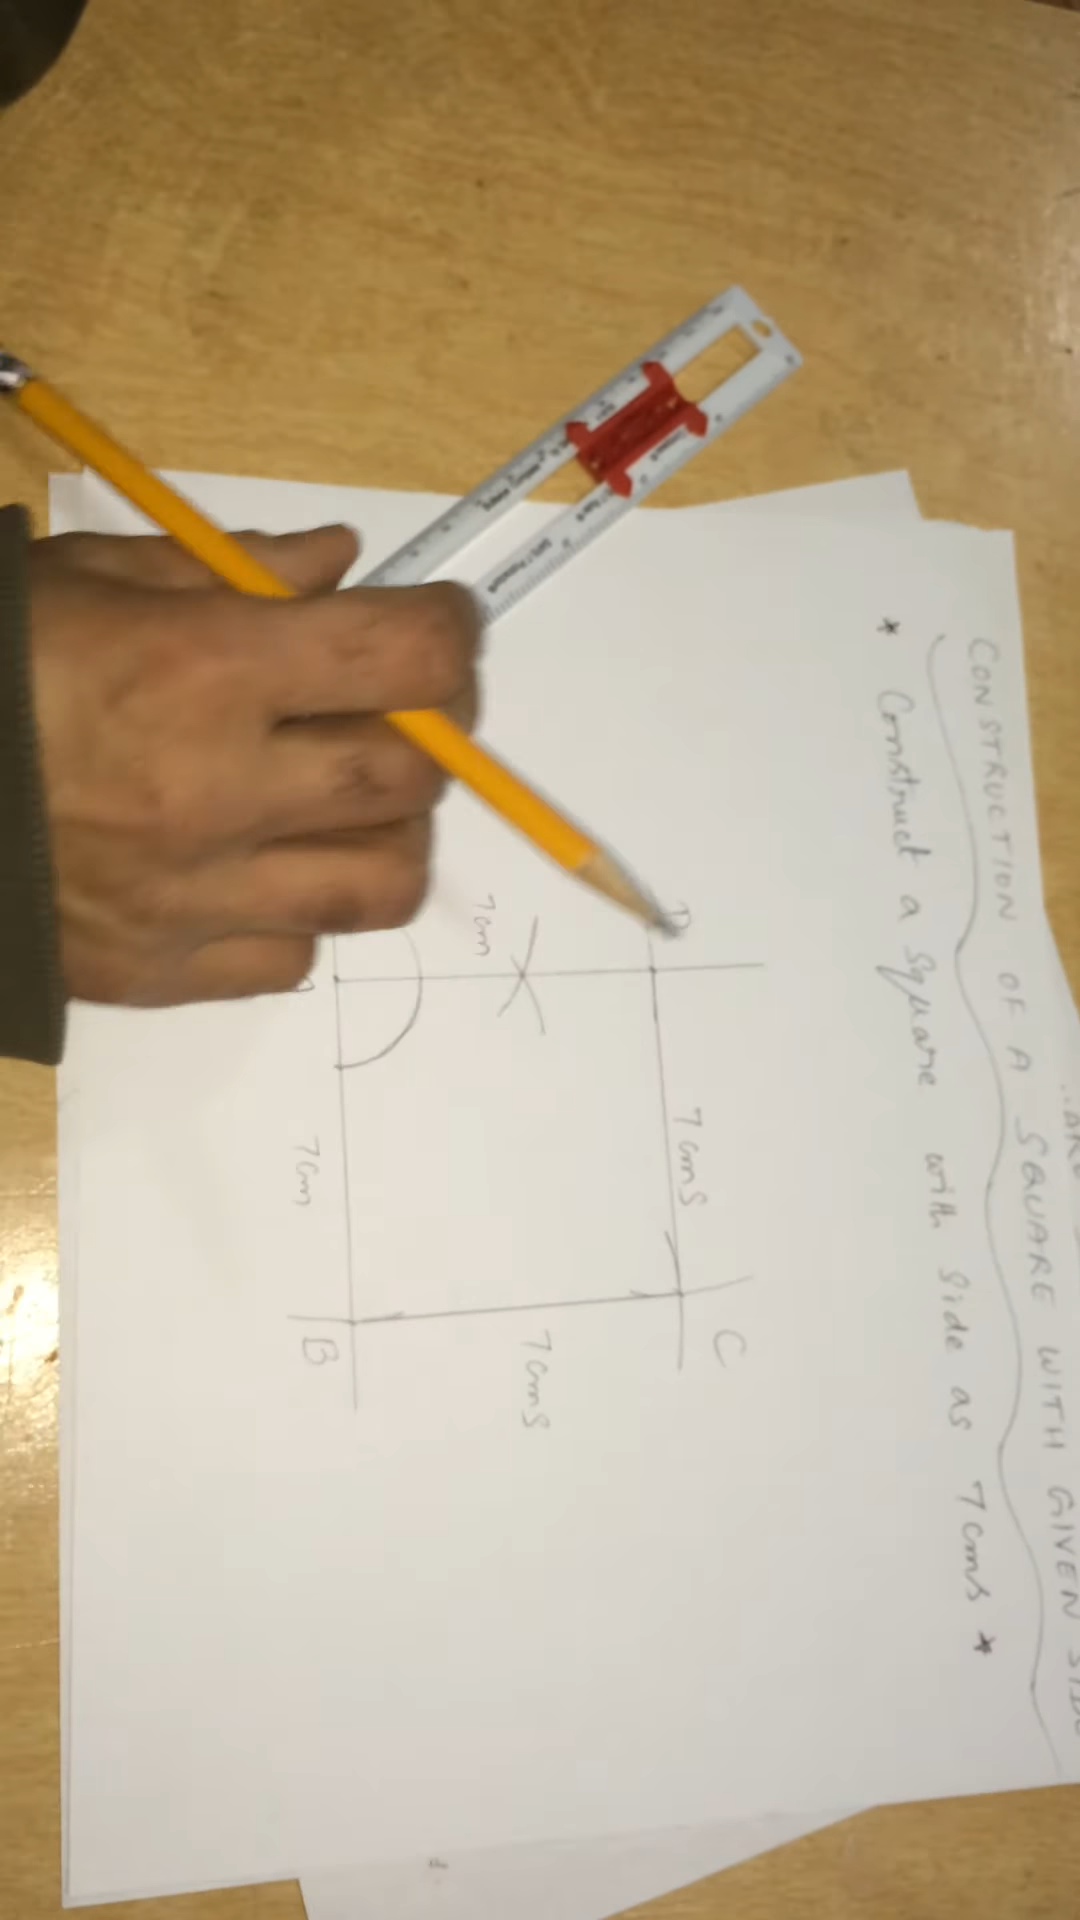 CONSTRUCTION OF A SQUARE WITH GIVEN
* Construct a square with side as 7cms *
D
C
7cms
7cm
7cms
7cm
B